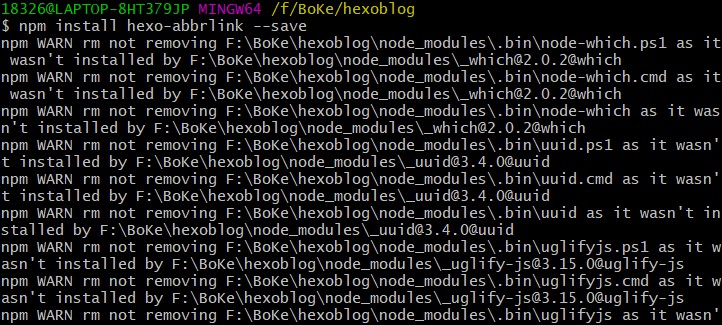 18326@LAPTOP-8HT379JP MINGW64 /f/BoKe/hexoblog
$ npm install hexo-abbrlink --save
npm WARN rm not removing F:\BoKe\hexoblog\node_modules\.bin\node-which.ps1 as it
 wasn't installed by F:\BoKe\hexoblog\node_modules\_which@2.0.2@which
npm WARN rm not removing F:\BoKe\hexoblog\node_modules\.bin\node-which.cmd as it
 wasn't installed by F:\BoKe\hexoblog\node_modules\_which@2.0.2@which
npm WARN rm not removing F:\BoKe\hexoblog\node_modules\.bin\node-which as it was
n't installed by F:\BoKe\hexoblog\node_modules\_which@2.0.2@which
npm WARN rm not removing F:\BoKe\hexoblog\node_modules\.bin\uuid.ps1 as it wasn'
t installed by F:\BoKe\hexoblog\node_modules\_uuid@3.4.0@uuid
npm WARN rm not removing F:\BoKe\hexoblog\node_modules\.bin\uuid.cmd as it wasn'
t installed by F:\BoKe\hexoblog\node_modules\_uuid@3.4.0@uuid
npm WARN rm not removing F:\BoKe\hexoblog\node_modules\.bin\uuid as it wasn't in
stalled by F:\BoKe\hexoblog\node_modules\_uuid@3.4.0@uuid
npm WARN rm not removing F:\BoKe\hexoblog\node_modules\.bin\uglifyjs.ps1 as it w
asn't installed by F:\BoKe\hexoblog\node_modules\_uglify-js@3.15.0@uglify-js
npm WARN rm not removing F:\BoKe\hexoblog\node_modules\.bin\uglifyjs.cmd as it w
asn't installed by F:\BoKe\hexoblog\node_modules\_uglify-js@3.15.0@uglify-js
npm WARN rm not removing F:\BoKe\hexoblog\node_modules\.bin\uglifyjs as it wasn'